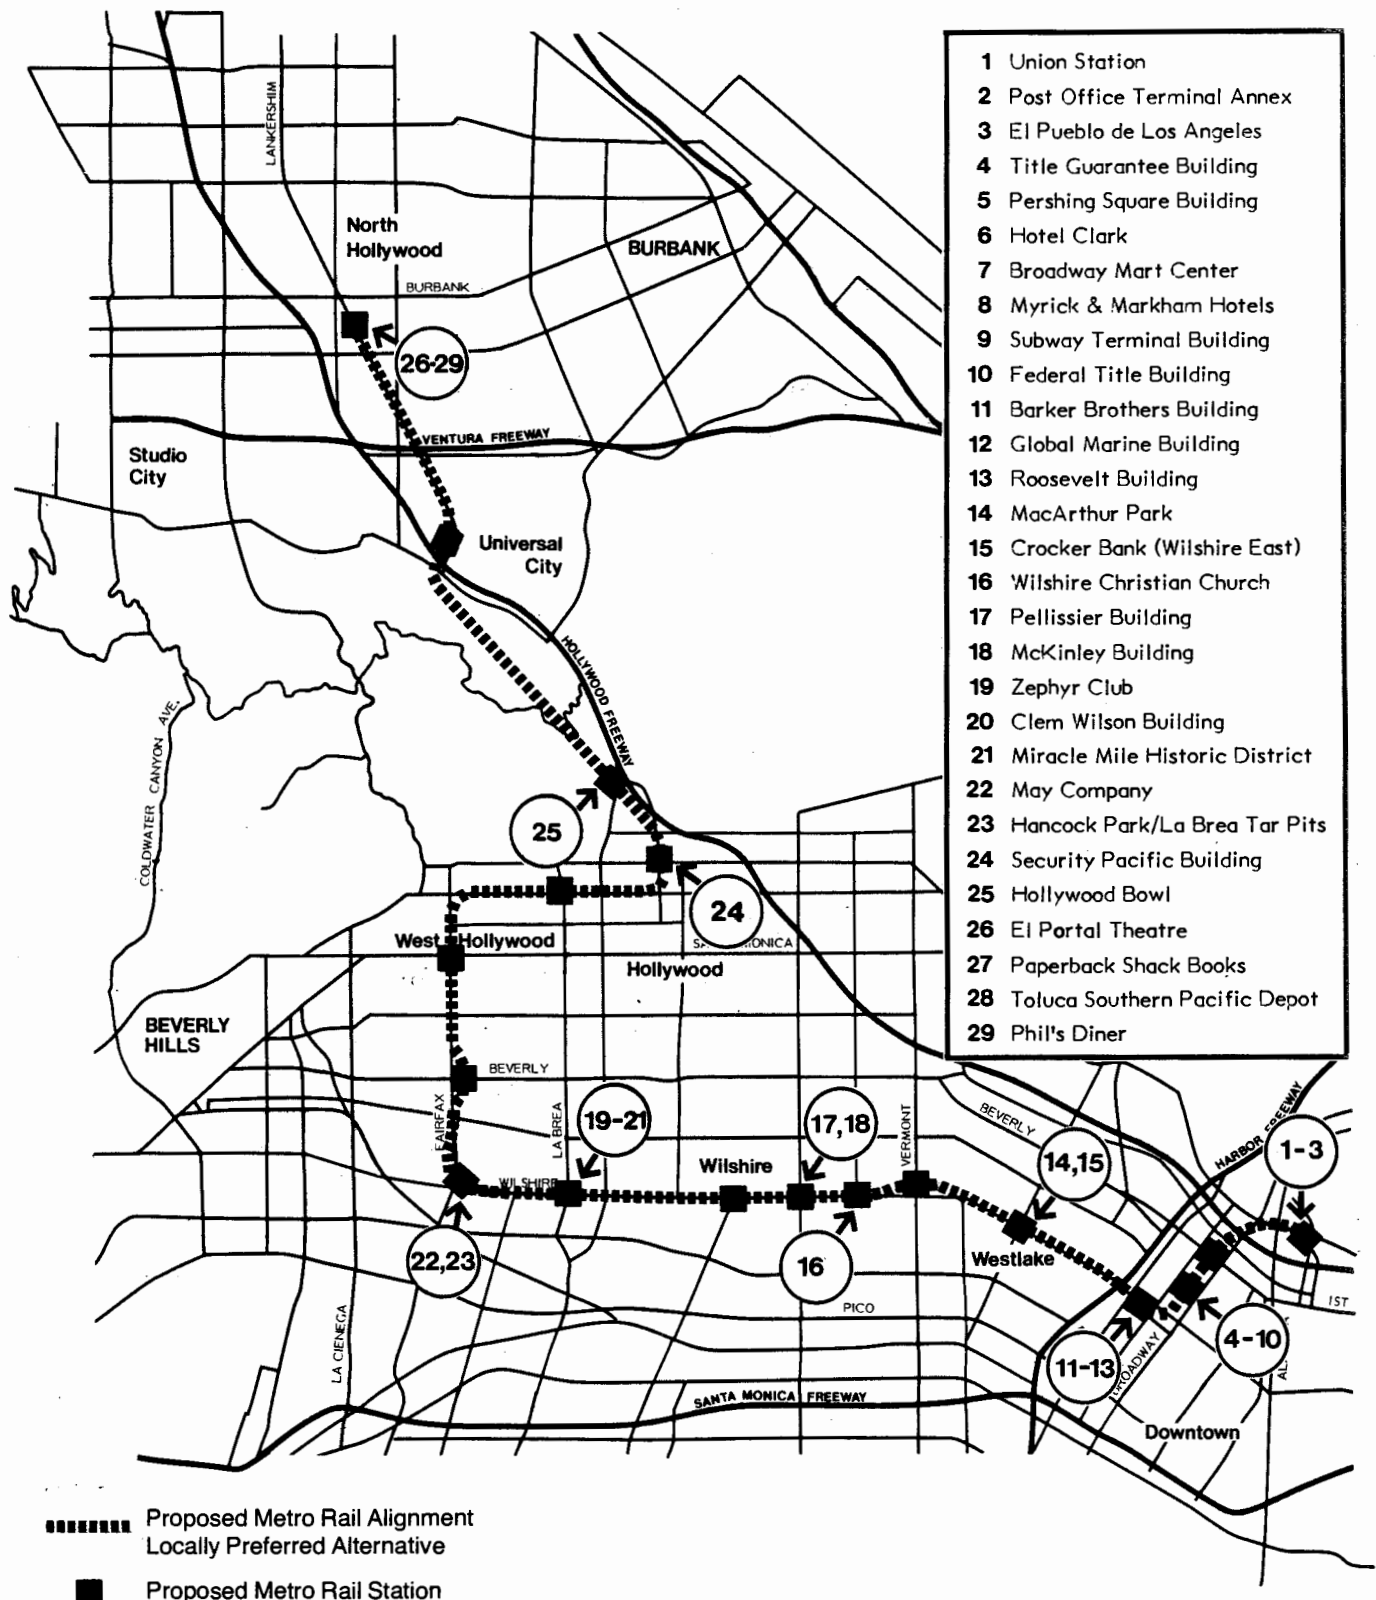 1 Union Station
2 Post Office Terminal Annex
3 El Pueblo de Los Angeles
4 Title Guarantee Building
5 Pershing Square Building
6 Hotel Clark
7 Broadway Mart Center
8 Myrick & Markham Hotels
9 Subway Terminal Building
10 Federal Title Building
11 Barker Brothers Building
12 Global Marine Building
13 Roosevelt Building
14 MacArthur Park
15 Crocker Bank (Wilshire East)
16 Wilshire Christian Church
17 Pellissier Building
18 McKinley Building
19 Zephyr Club
20 Clem Wilson Building
21 Miracle Mile Historic District
22 May Company
23 Hancock Park/La Brea Tar Pits
24 Security Pacific Building
25 Hollywood Bowl
26 El Portal Theatre
27 Paperback Shack Books
28 Toluca Southern Pacific Depot
29 Phil's Diner
LANKERSHIM
North
Hollywood
BURBANK
BURBANK
26-29
VENTURA FREEWAY
Studio
City
Universal
City
HOLLYWOOD FREEWAY
COLDWATER CANYON AVE.
25
24
West Hollywood
MONICA
Hollywood
BEVERLY
HILLS
BEVERLY
FAIRFAX
LA BREA
19-21
17,18
VERMONT
BEVERLY
HARBOR FREEWAY
14,15
1-3
Wilshire
WILSHIRE
22,23
16
Westlake
PICO
1ST
LA CIENEGA
11-13
BROADWAY
4-10
SANTA MONICA FREEWAY
Downtown
Proposed Metro Rail Alignment
Locally Preferred Alternative
Proposed Metro Rail Station